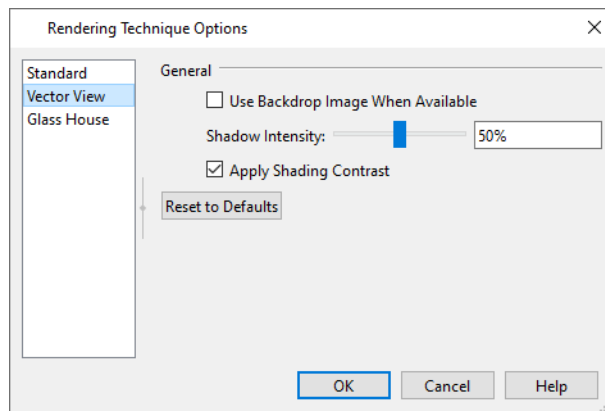 Rendering Technique Options
Standard
Vector View
Glass House
General
Use Backdrop Image When Available
Shadow Intensity: 50%
Apply Shading Contrast
Reset to Defaults
OK Cancel Help